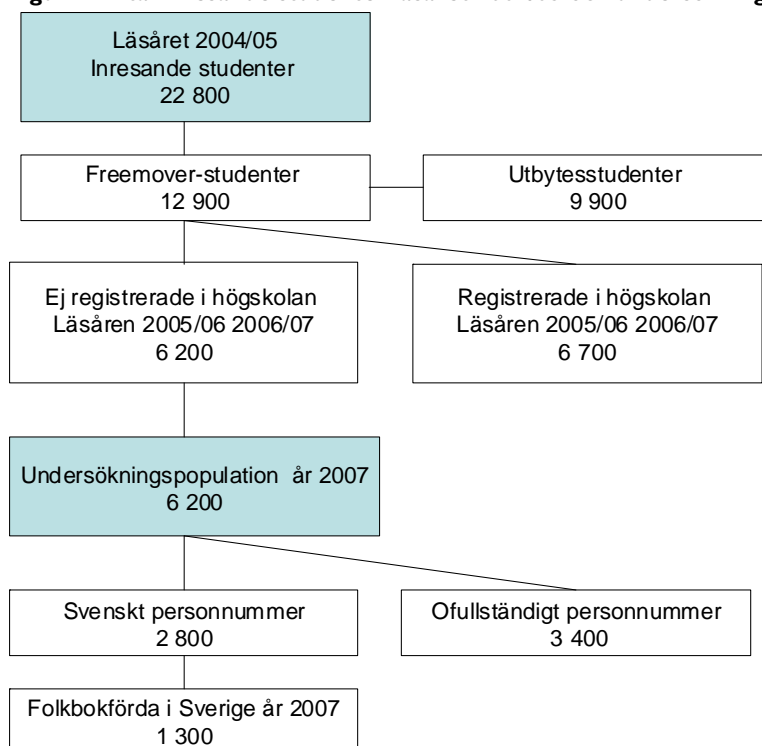 Läsåret 2004/05
Inresande studenter
22 800
Freemover-studenter
12 900
Utbytesstudenter
9 900
Ej registrerade i högskolan
Läsåren 2005/06 2006/07
6 200
Registrerade i högskolan
Läsåren 2005/06 2006/07
6 700
Undersökningspopulation år 2007
6 200
Svenskt personnummer
2 800
Ofullständigt personnummer
3 400
Folkbokförda i Sverige år 2007
1 300